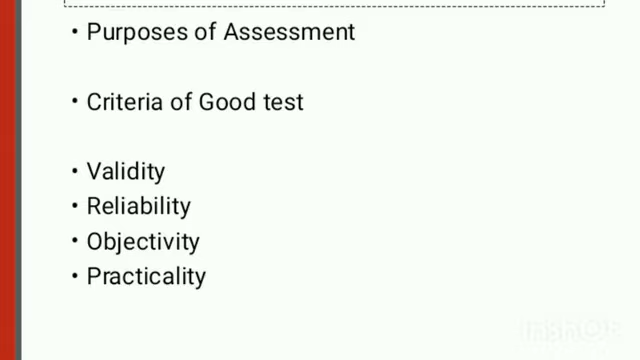 • Purposes of Assessment
• Criteria of Good test
• Validity
• Reliability
• Objectivity
• Practicality